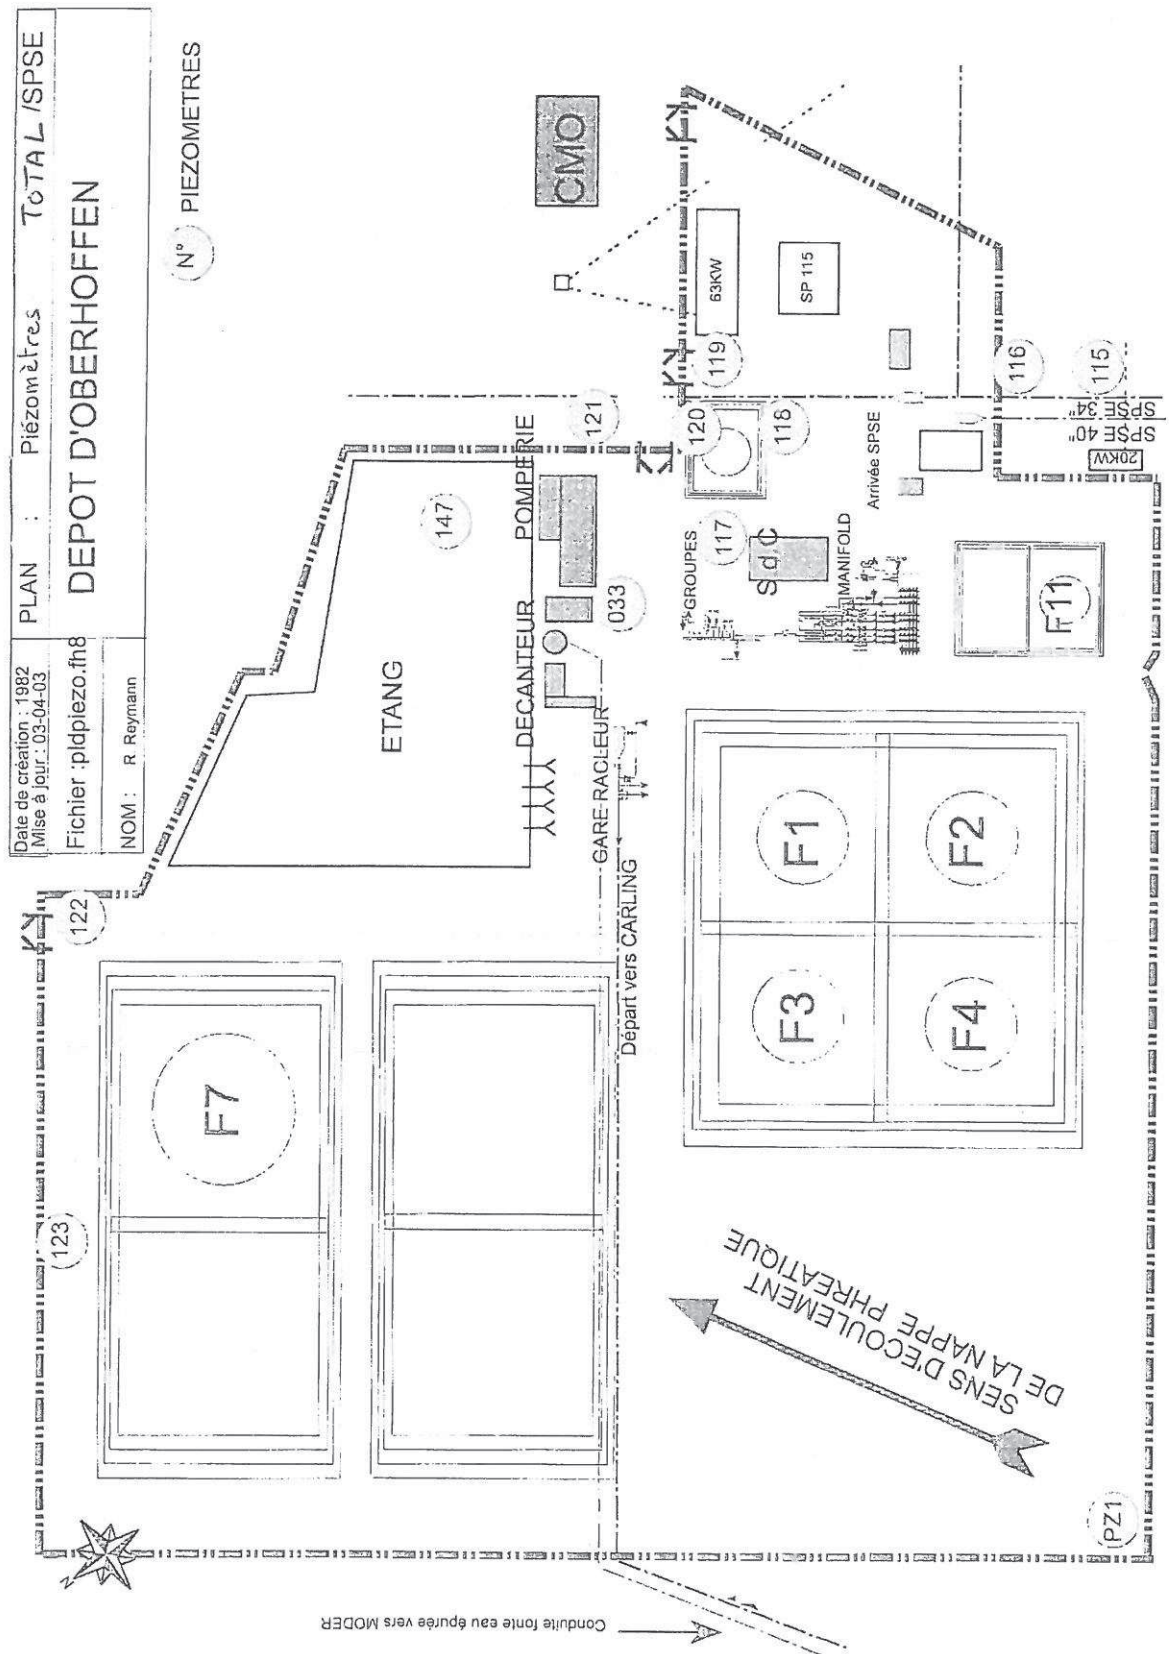 Date de création : 1982
Mise à jour : 03-04-03
PLAN : Piézomètres TOTAL /SPSE
Fichier :pldpiezo.fh8
DEPOT D'OBERHOFFEN
NOM : R Reymann
N° PIEZOMETRES
CMO
63KW
SP 115
119
116
115
SPSE 34"
SPSE 40"
20KW
121
120
118
Arrivée SPSE
147
POMPERIE
DECANTEUR
033
GROUPES
117
S d C
MANIFOLD
F11
ETANG
GARE RACLEUR
Départ vers CARLING
122
F1
F2
F3
F4
F7
123
SENS D'ECOULEMENT
DE LA NAPPE PHREATIQUE
PZ1
N
Conduite fonte eau épurée vers MODER